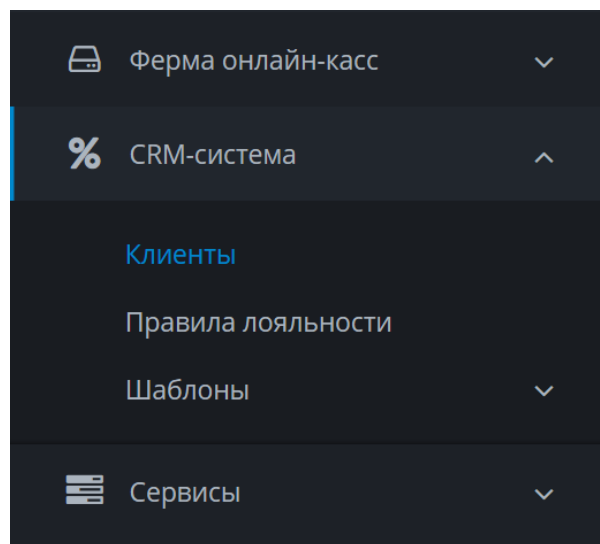 Ферма онлайн-касс
CRM-система
Клиенты
Правила лояльности
Шаблоны
Сервисы